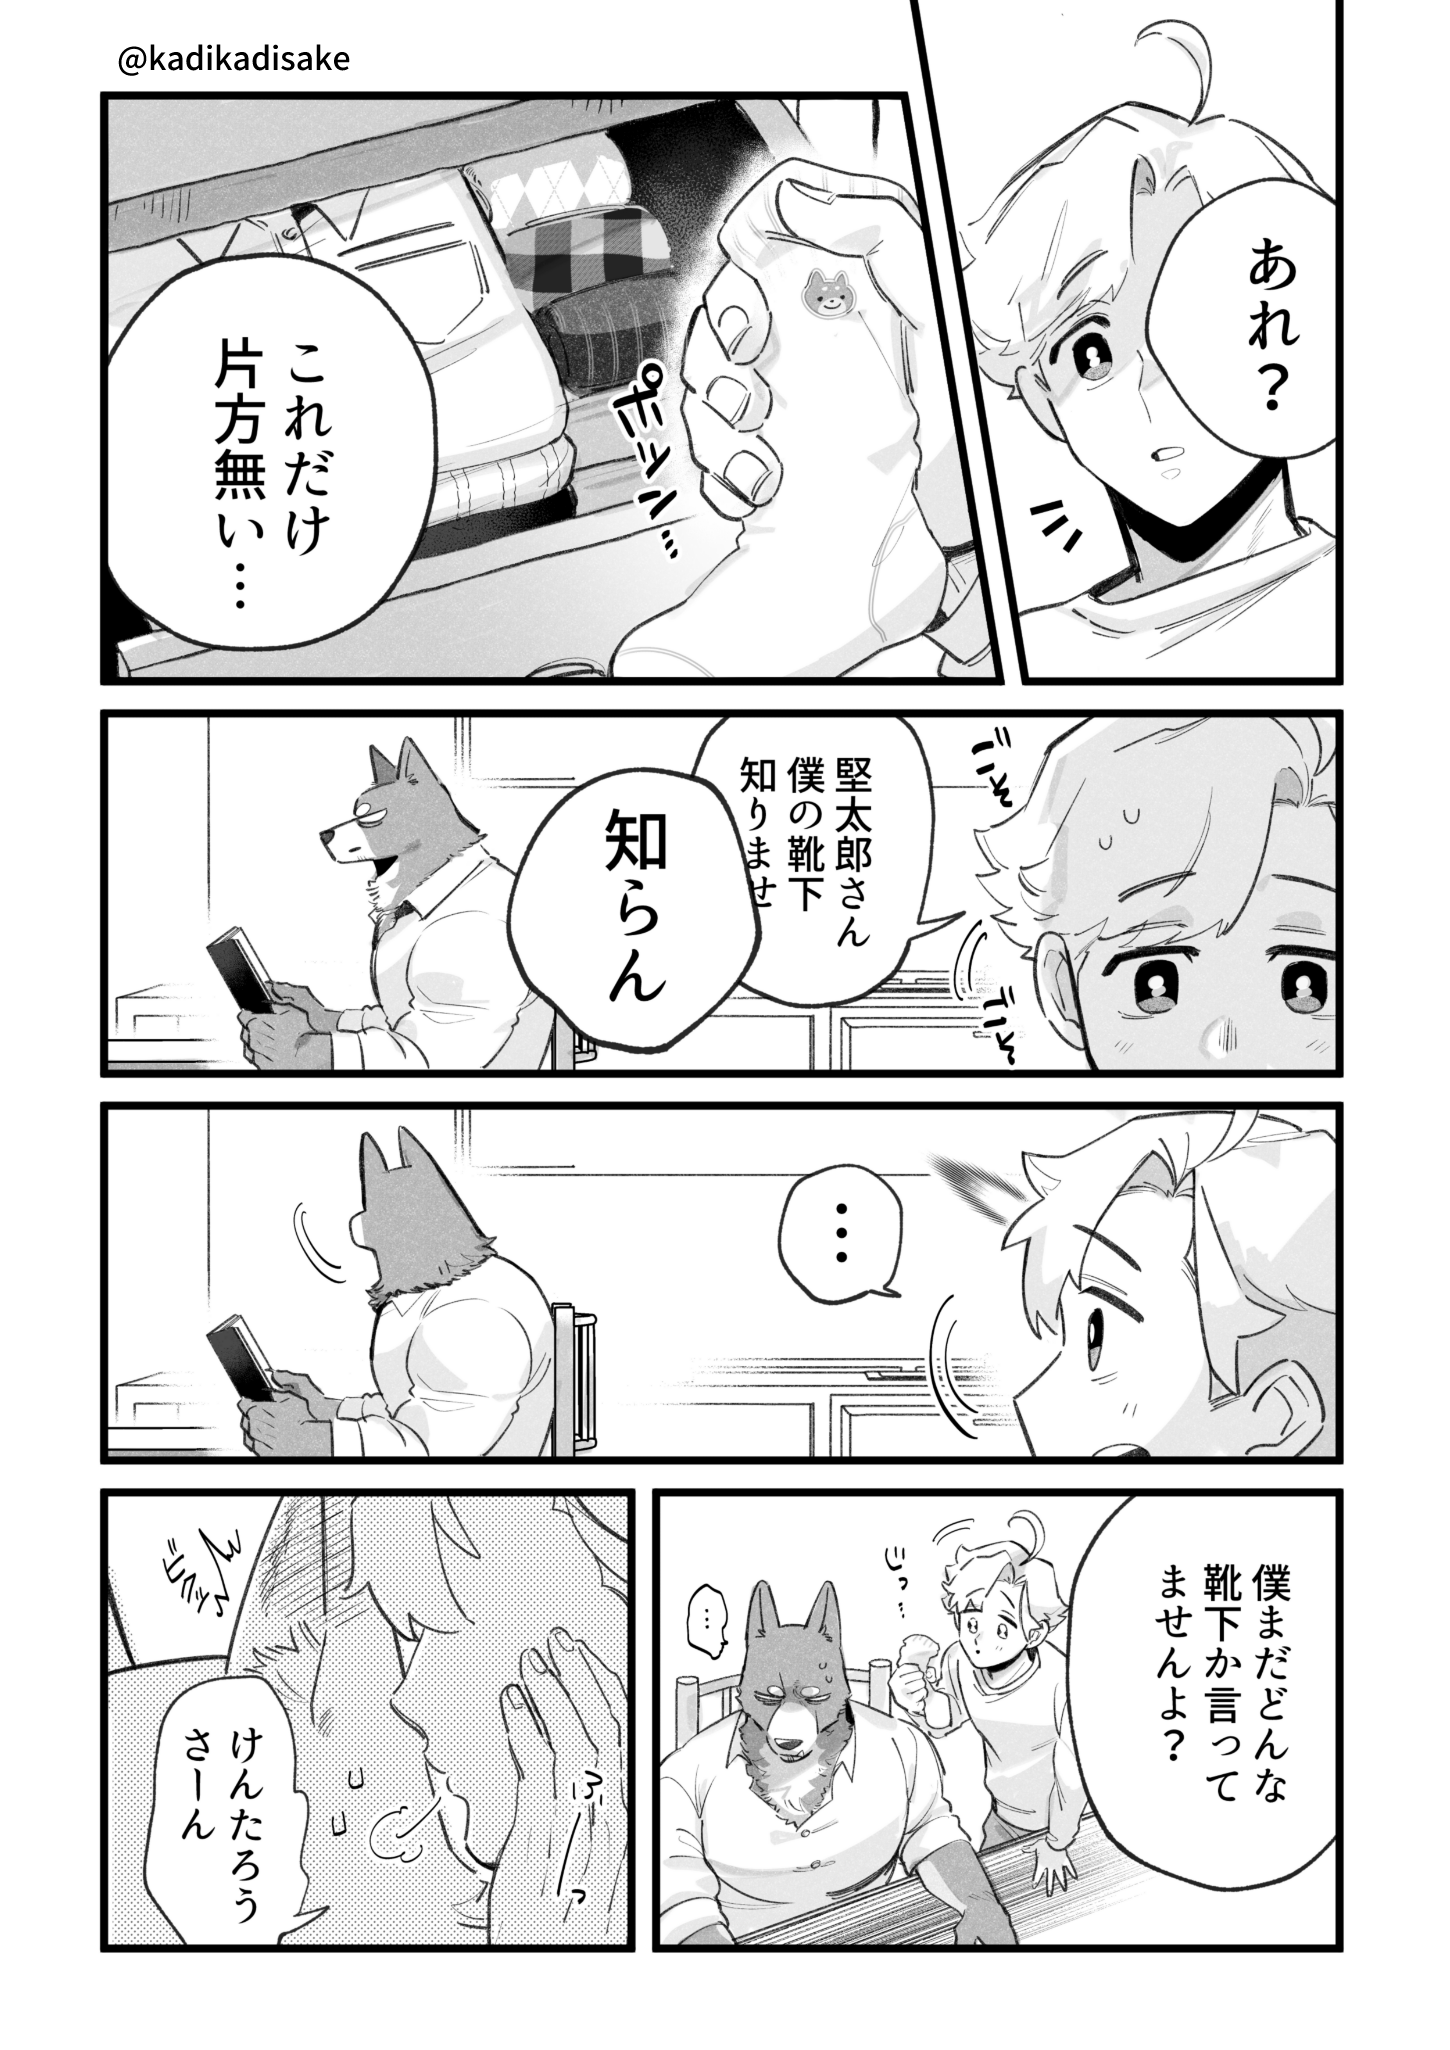 @kadikadisake
あれ？
これだけ
片方無い…
ポツン…
ごそ
ごそ
堅太郎さん
僕の靴下
知りませ
知らん
…
僕まだどんな
靴下か言って
ませんよ？
じっ…
…
ビクッ
ふーっ
けんたろう
さーん